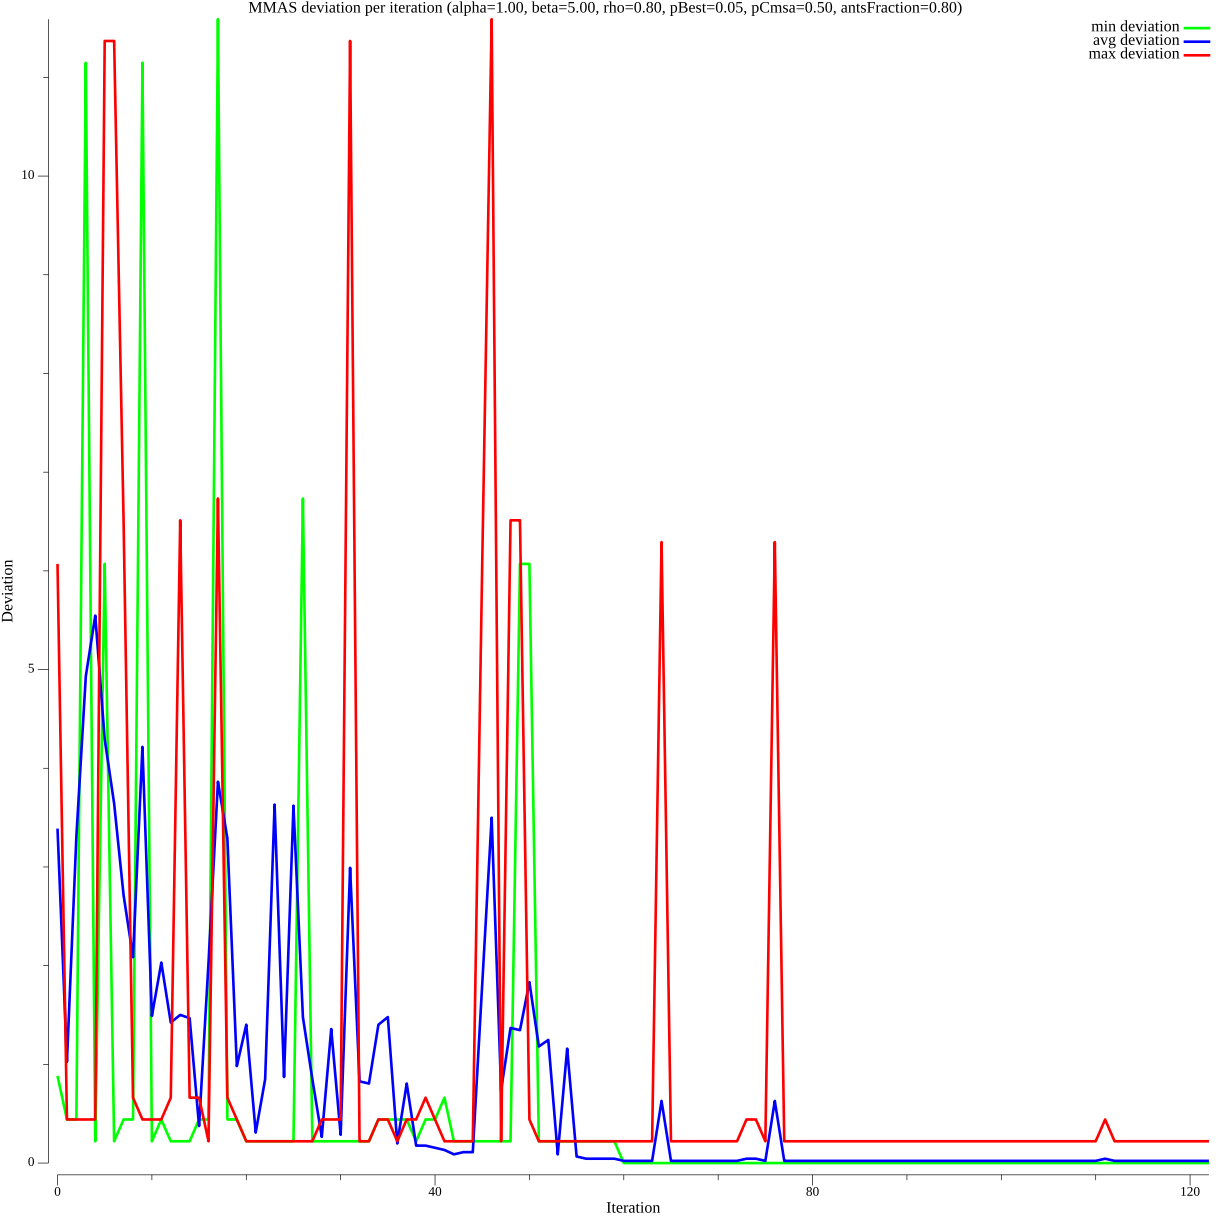 MMAS deviation per iteration (alpha=1.00, beta=5.00, rho=0.80, pBest=0.05, pCmsa=0.50, antsFraction=0.80)
min deviation
avg deviation
max deviation
10
5
0
Deviation
0
40
80
120
Iteration